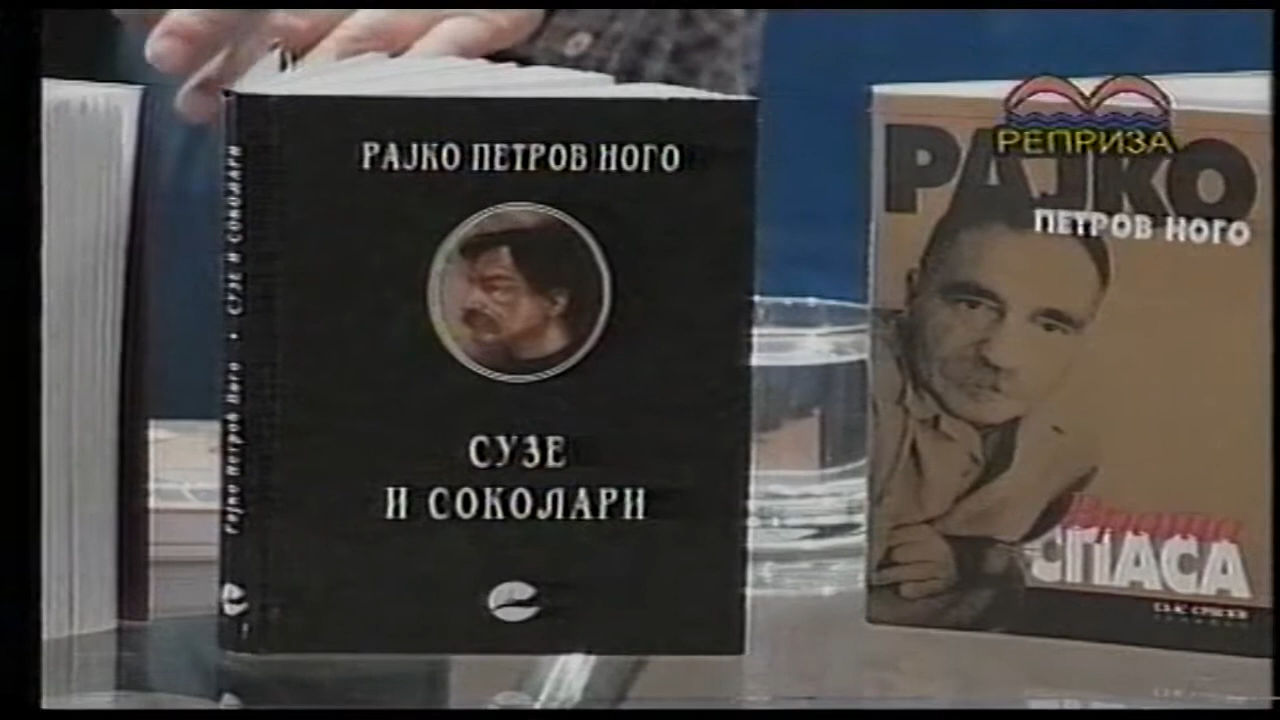 РАЈКО ПЕТРОВ НОГО
СУЗЕ
И СОКОЛАРИ
Рајко Петров Ного • СУЗЕ И СОКОЛАРИ
РЕПРИЗА
РАЈКО
ПЕТРОВ НОГО
СПАСА